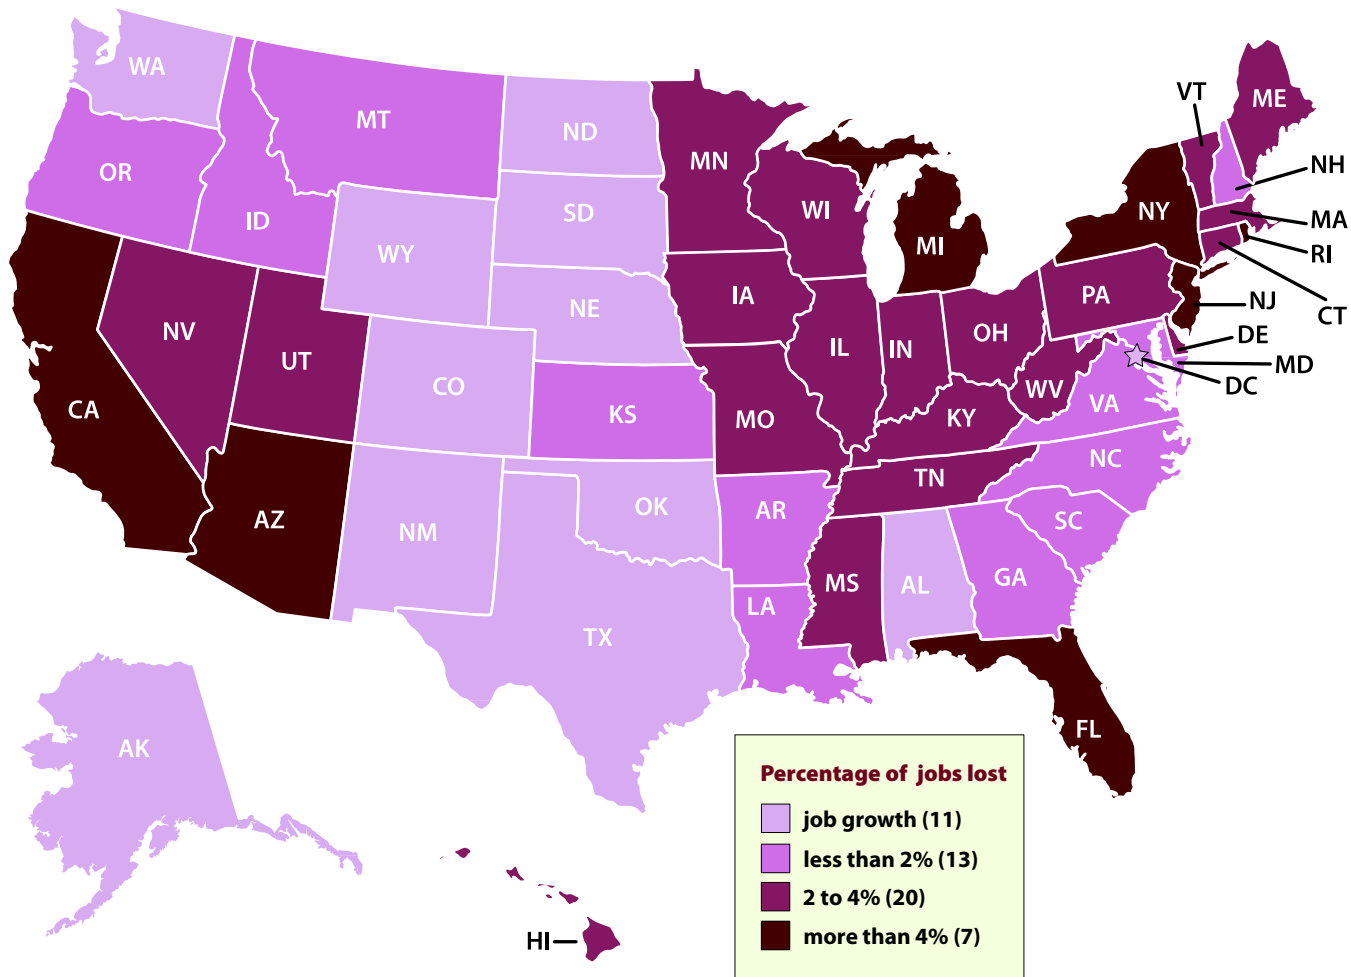 WA
MT
ND
VT
ME
OR
MN
NH
ID
SD
WI
NY
MA
WY
MI
RI
NE
IA
PA
NJ
CT
NV
UT
IL
IN
OH
DE
MD
CO
WV
DC
CA
KS
MO
KY
VA
NC
TN
AZ
NM
OK
AR
SC
MS
AL
GA
LA
TX
FL
AK
HI
Percentage of jobs lost
job growth (11)
less than 2% (13)
2 to 4% (20)
more than 4% (7)